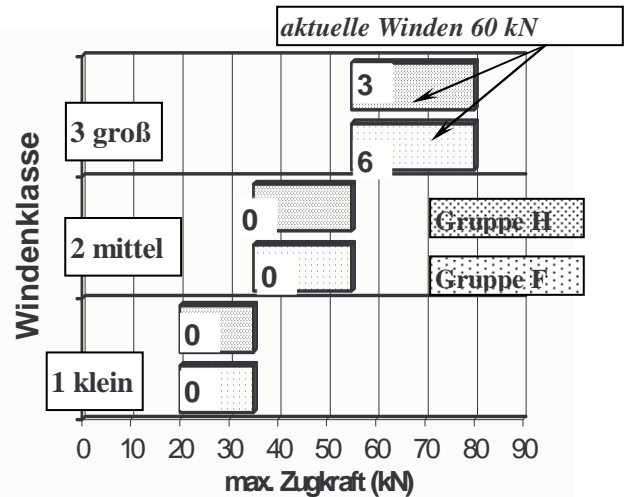 aktuelle Winden 60 kN
Windenklasse
3 groß
3
6
2 mittel
0
0
Gruppe H
Gruppe F
1 klein
0
0
0 10 20 30 40 50 60 70 80 90
max. Zugkraft (kN)